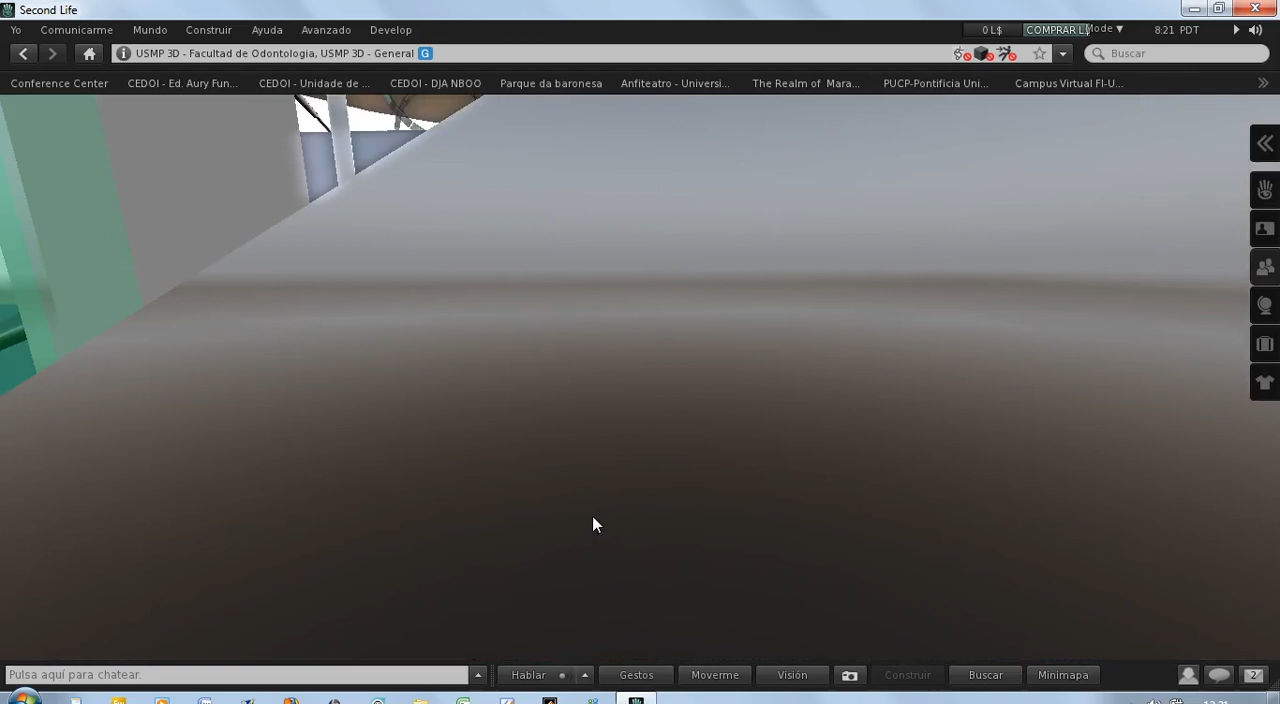 Second Life
Yo Comunicarme Mundo Construir Ayuda Avanzado Develop 0 L$ COMPRAR L$ Mode ▼ 8:21 PDT
USMP 3D - Facultad de Odontologia, USMP 3D - General G Buscar
Conference Center CEDOI - Ed. Aury Fun... CEDOI - Unidade de ... CEDOI - DJA NBOO Parque da baronesa Anfiteatro - Universi... The Realm of Mara... PUCP-Pontificia Uni... Campus Virtual FI-U...
Pulsa aquí para chatear. Hablar Gestos Moverme Visión Construir Buscar Minimapa 2